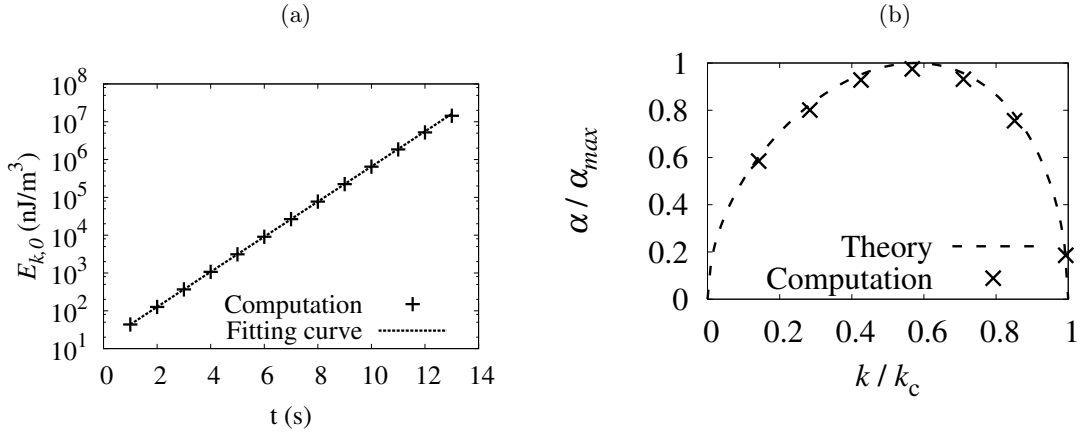 (a)
10^8
10^7
10^6
10^5
10^4
10^3
10^2
10^1
E_{k,0} (nJ/m^3)
Computation
Fitting curve
0 2 4 6 8 10 12 14
t (s)
(b)
1
0.8
0.6
0.4
0.2
0
α / α_{max}
Theory
Computation
0 0.2 0.4 0.6 0.8 1
k / k_c